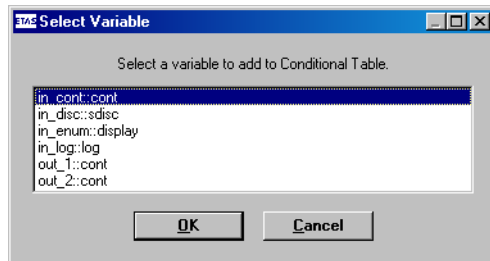 ETAS Select Variable
Select a variable to add to Conditional Table.
in_cont::cont
in_disc::sdisc
in_enum::display
in_log::log
out_1::cont
out_2::cont
OK Cancel